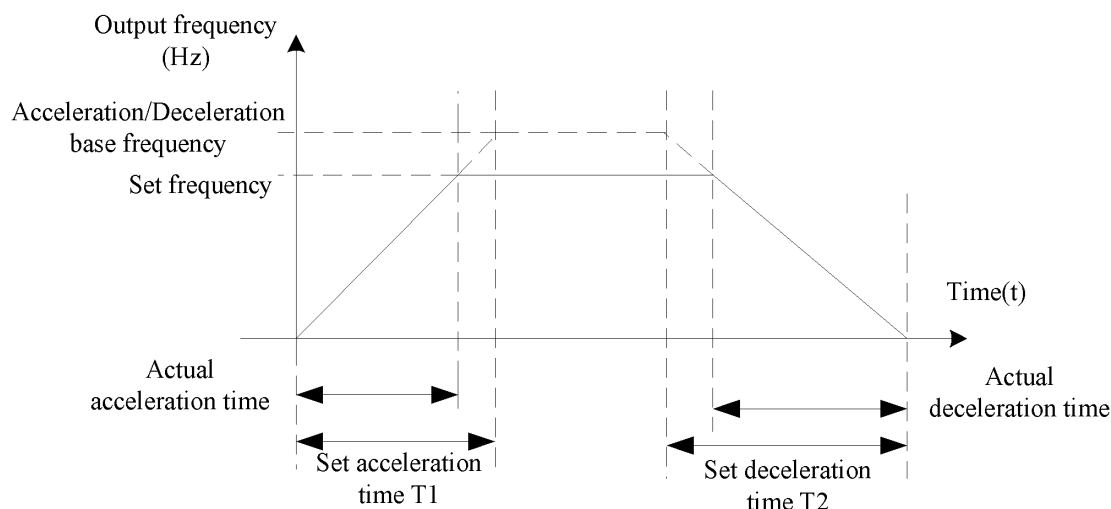 Output frequency
(Hz)
Acceleration/Deceleration
base frequency
Set frequency
Time(t)
Actual
acceleration time
Actual
deceleration time
Set acceleration
time T1
Set deceleration
time T2